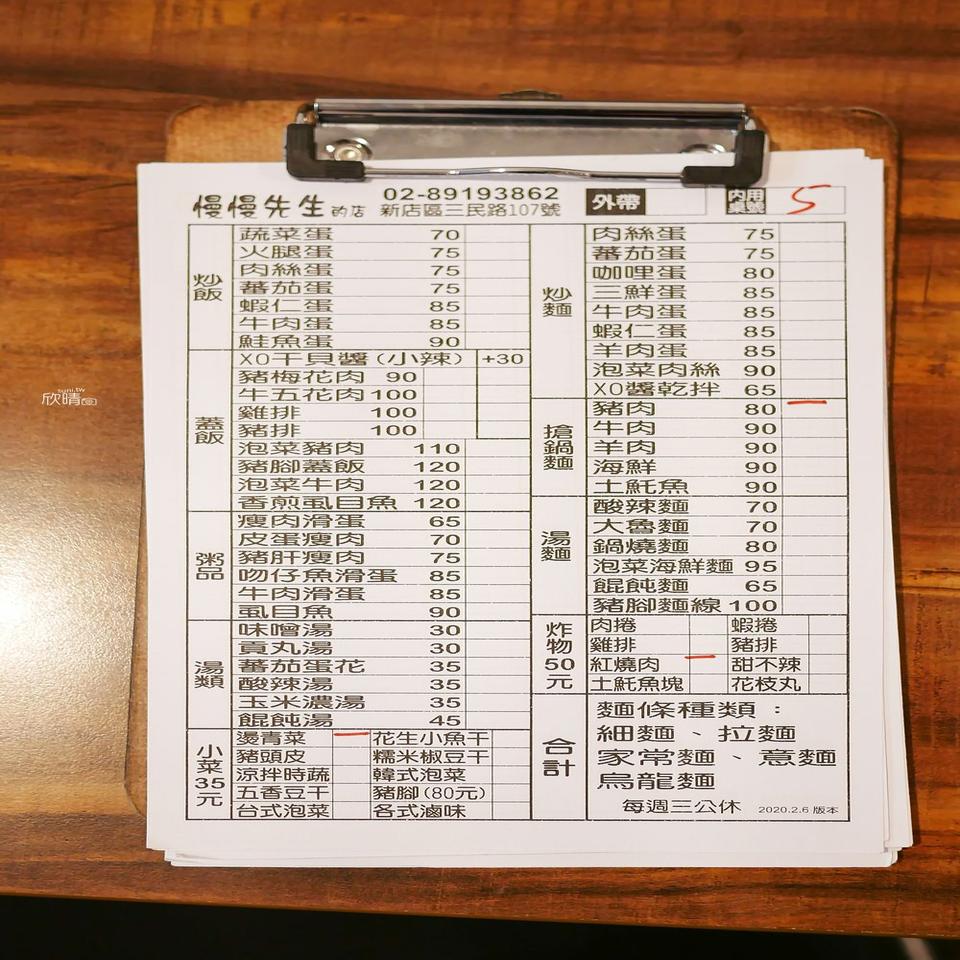 慢慢先生的店
02-89193862
新店區三民路107號
外帶
內用桌號 5
炒飯
蔬菜蛋 70
火腿蛋 75
肉絲蛋 75
蕃茄蛋 75
蝦仁蛋 85
牛肉蛋 85
鮭魚蛋 90
蓋飯
XO干貝醬(小辣) +30
豬梅花肉 90
牛五花肉 100
雞排 100
豬排 100
泡菜豬肉 110
豬腳蓋飯 120
泡菜牛肉 120
香煎虱目魚 120
粥品
瘦肉滑蛋 65
皮蛋瘦肉 70
豬肝瘦肉 75
吻仔魚滑蛋 85
牛肉滑蛋 85
虱目魚 90
湯類
味噌湯 30
貢丸湯 30
蕃茄蛋花 35
酸辣湯 35
玉米濃湯 35
餛飩湯 45
小菜35元
燙青菜 花生小魚干
豬頭皮 糯米椒豆干
涼拌時蔬 韓式泡菜
五香豆干 豬腳(80元)
台式泡菜 各式滷味
炒麵
肉絲蛋 75
蕃茄蛋 75
咖哩蛋 80
三鮮蛋 85
牛肉蛋 85
蝦仁蛋 85
羊肉蛋 85
泡菜肉絲 90
XO醬乾拌 65
搶鍋麵
豬肉 80
牛肉 90
羊肉 90
海鮮 90
土魠魚 90
湯麵
酸辣麵 70
大魯麵 70
鍋燒麵 80
泡菜海鮮麵 95
餛飩麵 65
豬腳麵線 100
炸物50元
肉捲 蝦捲
雞排 豬排
紅燒肉 甜不辣
土魠魚塊 花枝丸
合計
麵條種類:
細麵、拉麵
家常麵、意麵
烏龍麵
每週三公休 2020.2.6 版本
suni.tw
欣晴